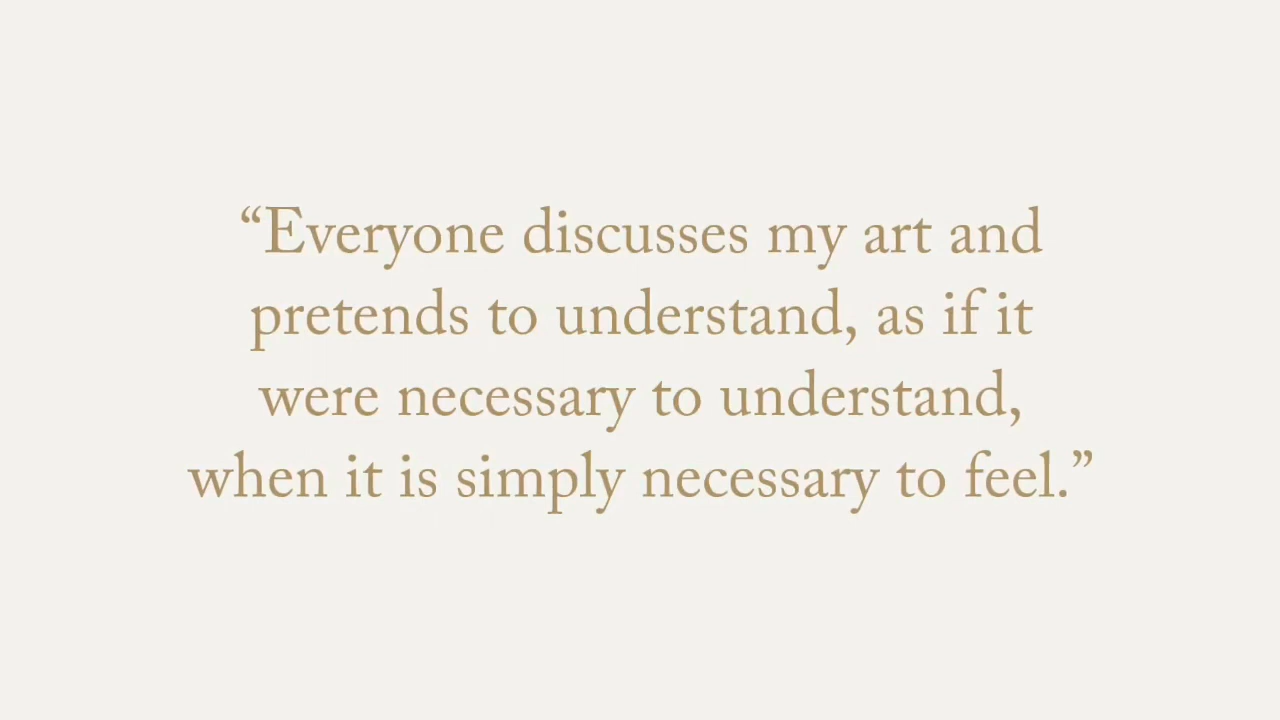 “Everyone discusses my art and
pretends to understand, as if it
were necessary to understand,
when it is simply necessary to feel.”